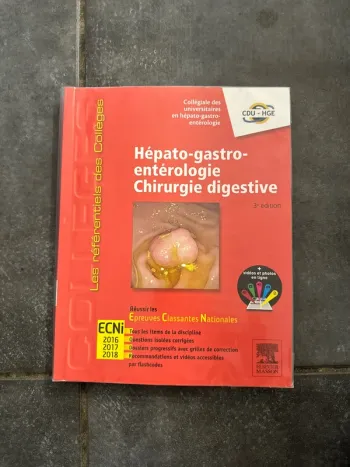 Collégiale des
universitaires
en hépato-gastro-
entérologie
CDU - HGE
Hépato-gastro-
entérologie
Chirurgie digestive
3e édition
COLLEG
Les référentiels des Collèges
+ vidéos et photos
en ligne
Réussir les
Epreuves Classantes Nationales
ECNi
2016
2017
2018
Tous les items de la discipline
Questions isolées corrigées
Dossiers progressifs avec grilles de correction
Recommandations et vidéos accessibles
par flashcodes
ELSEVIER
MASSON